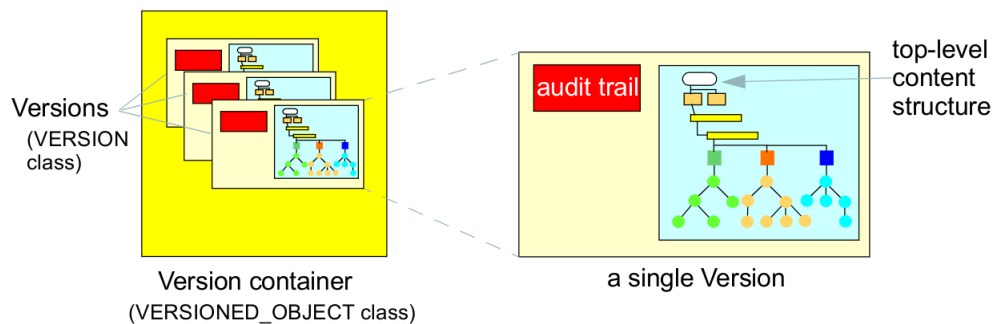 Versions
(VERSION
class)
Version container
(VERSIONED_OBJECT class)
audit trail
a single Version
top-level
content
structure